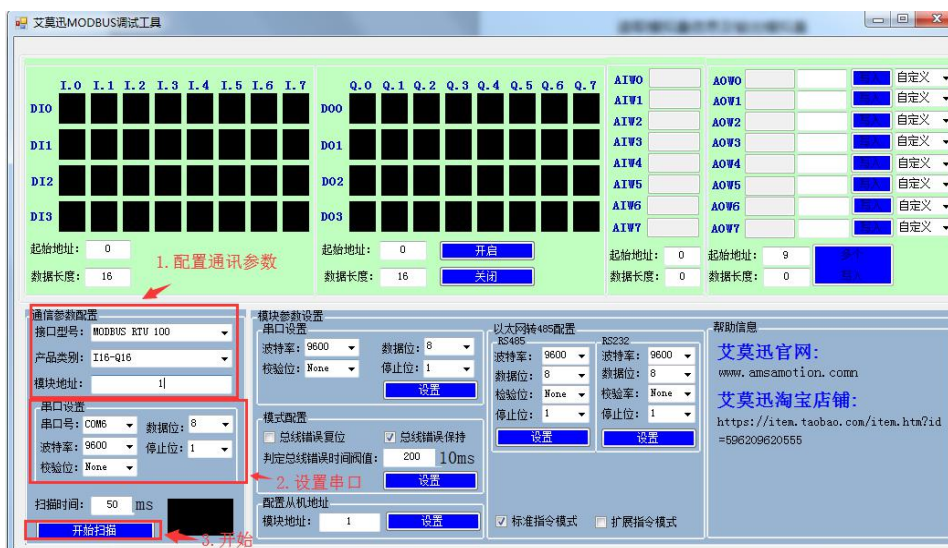 艾莫迅MODBUS调试工具
I.0 I.1 I.2 I.3 I.4 I.5 I.6 I.7
DI0
DI1
DI2
DI3
起始地址: 0
数据长度: 16
Q.0 Q.1 Q.2 Q.3 Q.4 Q.5 Q.6 Q.7
DO0
DO1
DO2
DO3
起始地址: 0 开启
数据长度: 16 关闭
AIW0
AIW1
AIW2
AIW3
AIW4
AIW5
AIW6
AIW7
起始地址: 0
数据长度: 0
AOW0 自定义
AOW1 自定义
AOW2 自定义
AOW3 自定义
AOW4 自定义
AOW5 自定义
AOW6 自定义
AOW7 自定义
起始地址: 9
数据长度: 0
1.配置通讯参数
通信参数配置
接口型号: MODBUS RTU 100
产品类别: I16-Q16
模块地址: 1
串口设置
串口号: COM6 数据位: 8
波特率: 9600 停止位: 1
校验位: None
2.设置串口
扫描时间: 50 ms
开始扫描
3.开始
模块参数设置
串口设置
波特率: 9600 数据位: 8
校验位: None 停止位: 1
设置
模式配置
总线错误复位 总线错误保持
判定总线错误时间阀值: 200 10ms
设置
配置从机地址
模块地址: 1 设置
以太网转485配置
RS485
波特率: 9600
数据位: 8
检验位: None
停止位: 1
设置
RS232
波特率: 9600
数据位: 8
校验率: None
停止位: 1
设置
标准指令模式 扩展指令模式
帮助信息
艾莫迅官网:
www.amsamotion.comn
艾莫迅淘宝店铺:
https://item.taobao.com/item.htm?id
=596209620555